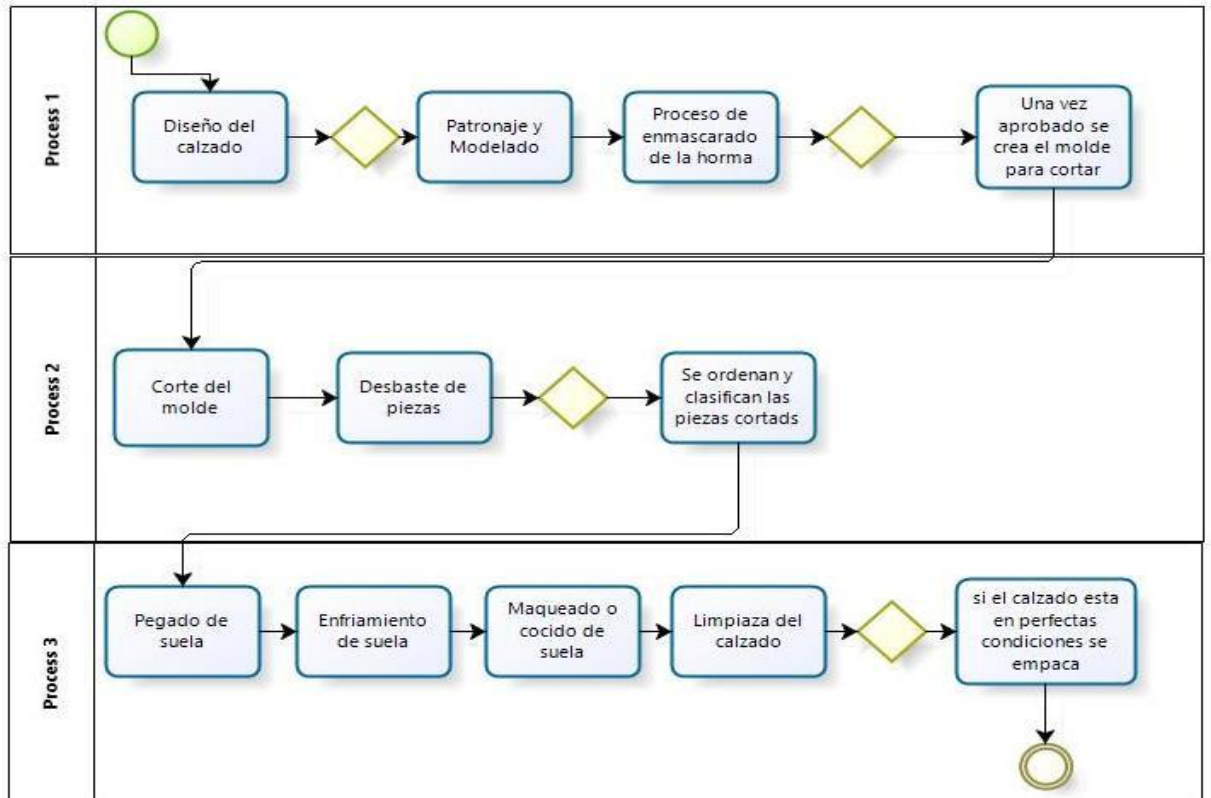 Process 1
Diseño del
calzado
Patronaje y
Modelado
Proceso de
enmascarado
de la horma
Una vez
aprobado se
crea el molde
para cortar
Process 2
Corte del
molde
Desbaste de
piezas
Se ordenan y
clasifican las
piezas cortads
Process 3
Pegado de
suela
Enfriamiento
de suela
Maqueado o
cocido de
suela
Limpiaza del
calzado
si el calzado esta
en perfectas
condiciones se
empaca